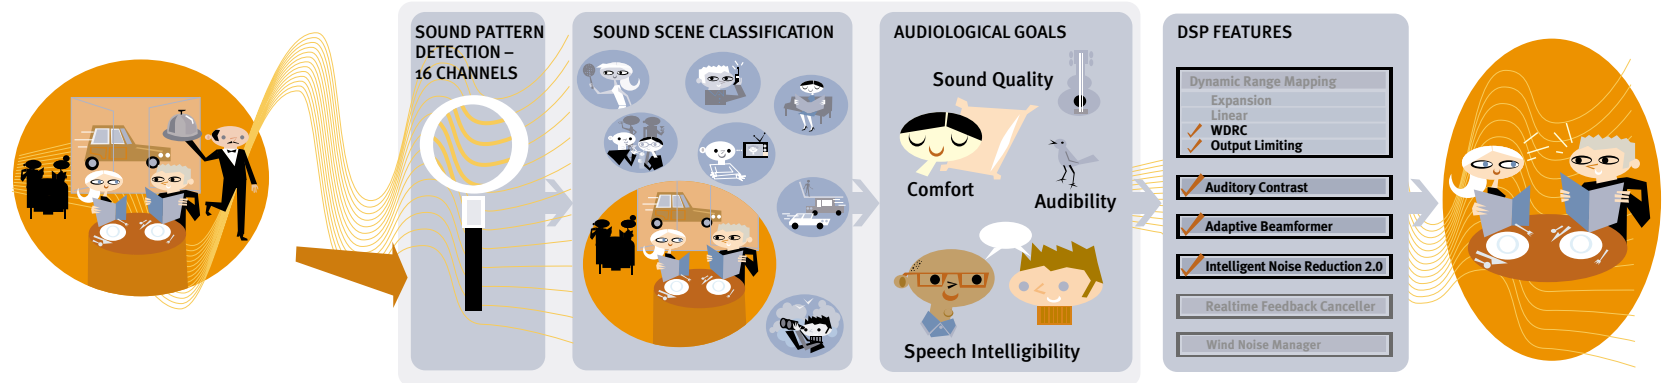 SOUND PATTERN
DETECTION –
16 CHANNELS
SOUND SCENE CLASSIFICATION
AUDIOLOGICAL GOALS
Sound Quality
Comfort
Audibility
Speech Intelligibility
DSP FEATURES
Dynamic Range Mapping
Expansion
Linear
WDRC
Output Limiting
Auditory Contrast
Adaptive Beamformer
Intelligent Noise Reduction 2.0
Realtime Feedback Canceller
Wind Noise Manager